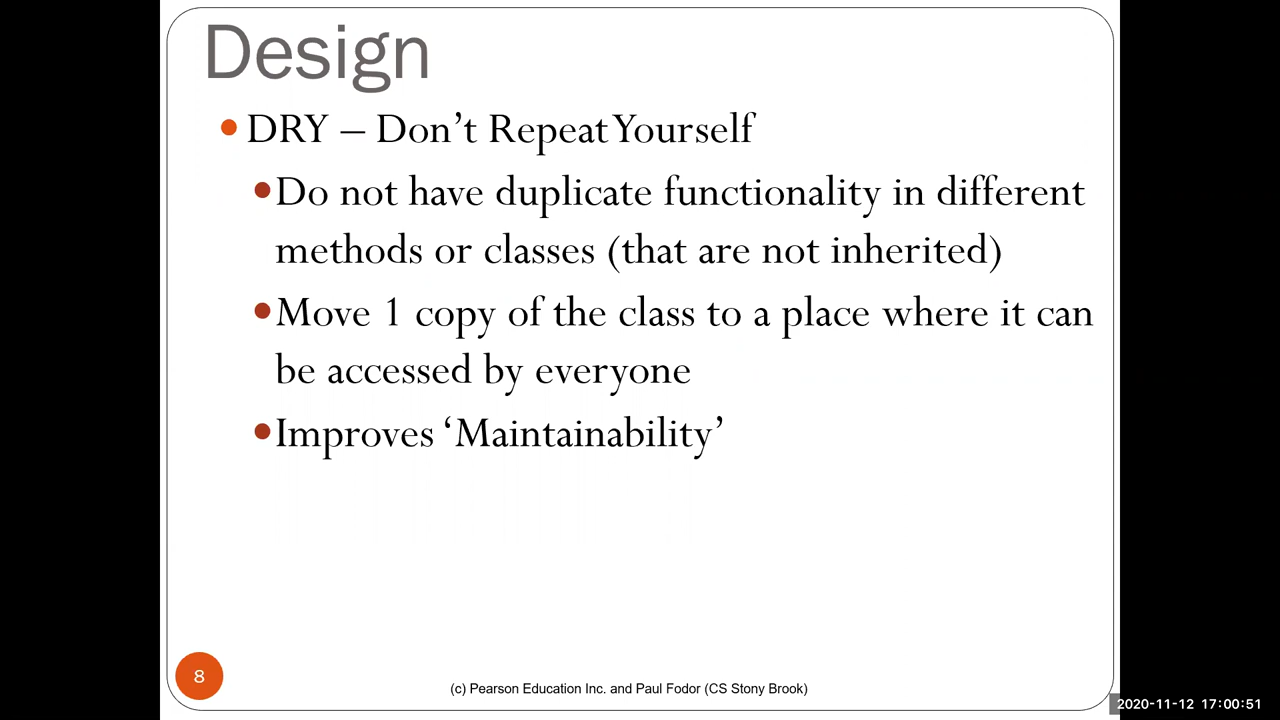 Design
DRY – Don’t Repeat Yourself
Do not have duplicate functionality in different
methods or classes (that are not inherited)
Move 1 copy of the class to a place where it can
be accessed by everyone
Improves ‘Maintainability’
8
(c) Pearson Education Inc. and Paul Fodor (CS Stony Brook)
2020-11-12 17:00:51